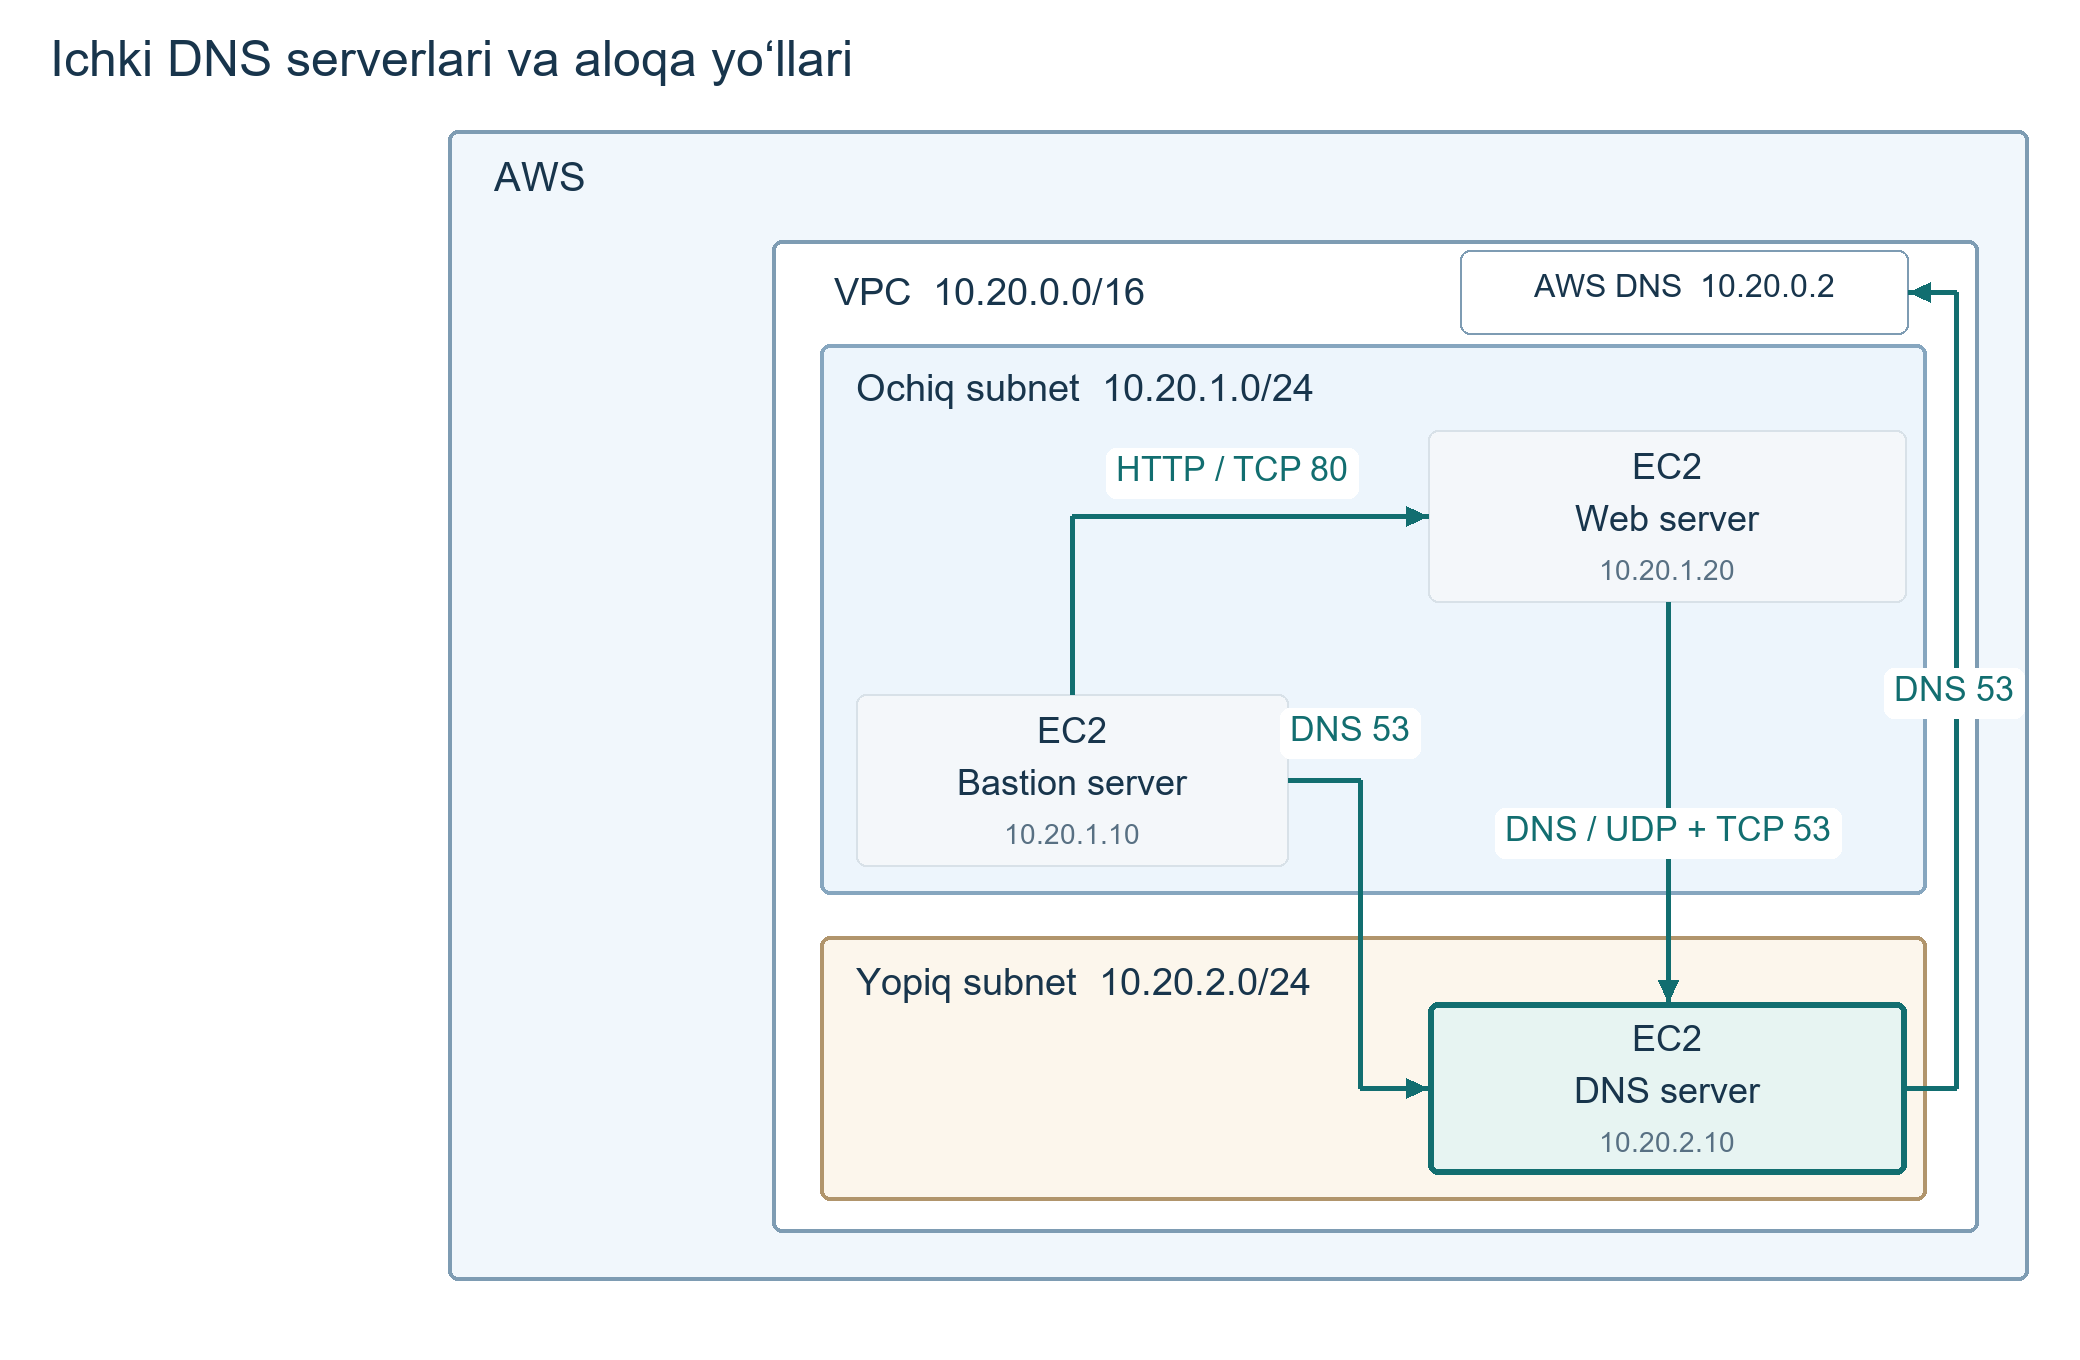 Ichki DNS serverlari va aloqa yo‘llari
AWS
VPC 10.20.0.0/16
AWS DNS 10.20.0.2
Ochiq subnet 10.20.1.0/24
HTTP / TCP 80
EC2
Web server
10.20.1.20
DNS 53
EC2
Bastion server
10.20.1.10
DNS 53
DNS / UDP + TCP 53
Yopiq subnet 10.20.2.0/24
EC2
DNS server
10.20.2.10